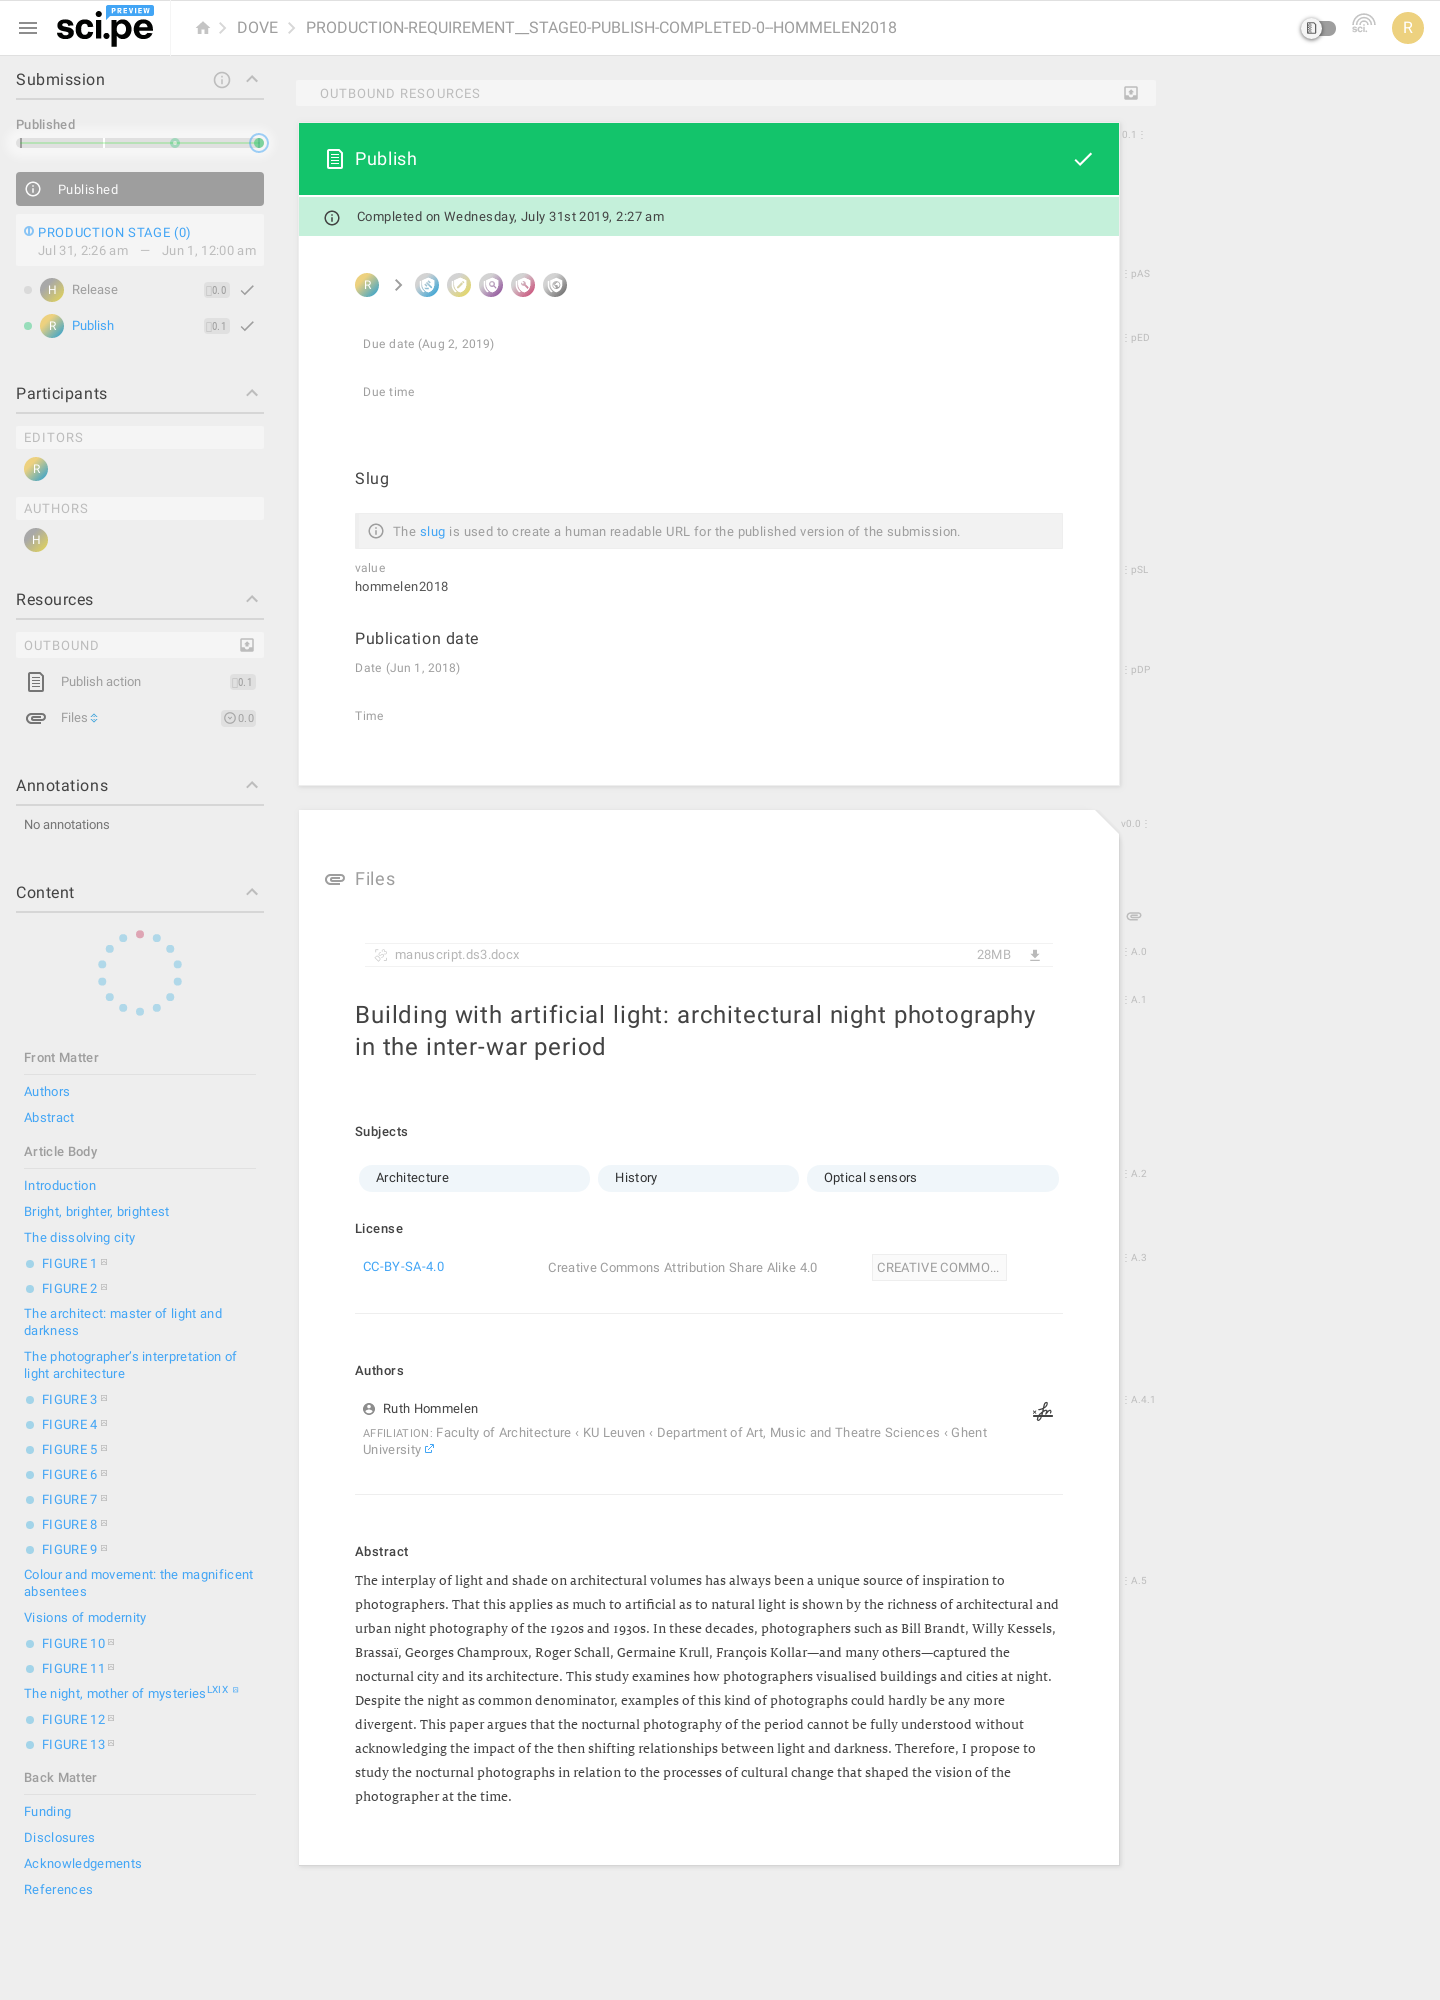 sci.pe PREVIEW
DOVE PRODUCTION-REQUIREMENT__STAGE0-PUBLISH-COMPLETED-0--HOMMELEN2018
sci. R
Submission
Published
Published
PRODUCTION STAGE (0)
Jul 31, 2:26 am — Jun 1, 12:00 am
H Release 0.0
R Publish 0.1
Participants
EDITORS
R
AUTHORS
H
Resources
OUTBOUND
Publish action 0.1
Files 0.0
Annotations
No annotations
Content
Front Matter
Authors
Abstract
Article Body
Introduction
Bright, brighter, brightest
The dissolving city
FIGURE 1
FIGURE 2
The architect: master of light and
darkness
The photographer's interpretation of
light architecture
FIGURE 3
FIGURE 4
FIGURE 5
FIGURE 6
FIGURE 7
FIGURE 8
FIGURE 9
Colour and movement: the magnificent
absentees
Visions of modernity
FIGURE 10
FIGURE 11
The night, mother of mysteries LXIX
FIGURE 12
FIGURE 13
Back Matter
Funding
Disclosures
Acknowledgements
References
OUTBOUND RESOURCES
Publish
0.1
Completed on Wednesday, July 31st 2019, 2:27 am
R
pAS
Due date (Aug 2, 2019)
pED
Due time
Slug
The slug is used to create a human readable URL for the published version of the submission.
value
pSL
hommelen2018
Publication date
Date (Jun 1, 2018)
pDP
Time
v0.0
Files
manuscript.ds3.docx 28MB
A.0
A.1
Building with artificial light: architectural night photography
in the inter-war period
Subjects
Architecture History Optical sensors
A.2
License
CC-BY-SA-4.0 Creative Commons Attribution Share Alike 4.0 CREATIVE COMMO...
A.3
Authors
A.4.1
Ruth Hommelen
AFFILIATION: Faculty of Architecture ‹ KU Leuven ‹ Department of Art, Music and Theatre Sciences ‹ Ghent
University
Abstract
A.5
The interplay of light and shade on architectural volumes has always been a unique source of inspiration to
photographers. That this applies as much to artificial as to natural light is shown by the richness of architectural and
urban night photography of the 1920s and 1930s. In these decades, photographers such as Bill Brandt, Willy Kessels,
Brassaï, Georges Champroux, Roger Schall, Germaine Krull, François Kollar—and many others—captured the
nocturnal city and its architecture. This study examines how photographers visualised buildings and cities at night.
Despite the night as common denominator, examples of this kind of photographs could hardly be any more
divergent. This paper argues that the nocturnal photography of the period cannot be fully understood without
acknowledging the impact of the then shifting relationships between light and darkness. Therefore, I propose to
study the nocturnal photographs in relation to the processes of cultural change that shaped the vision of the
photographer at the time.